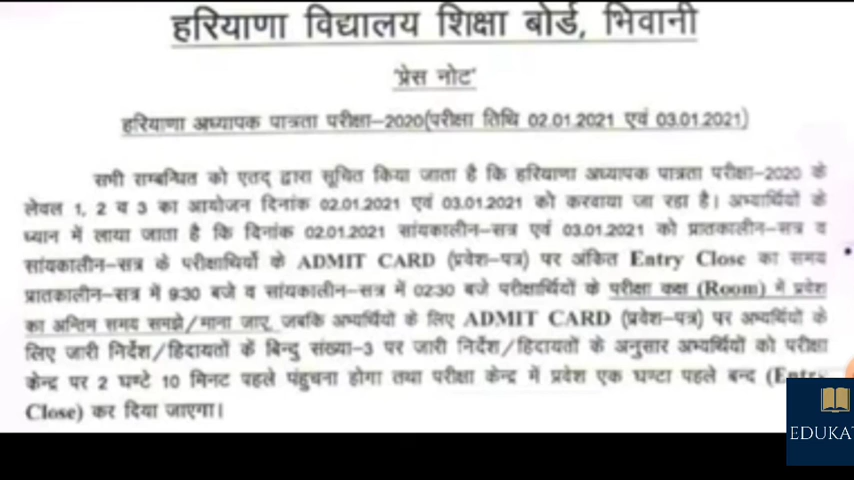 हरियाणा विद्यालय शिक्षा बोर्ड, भिवानी
'प्रेस नोट'
हरियाणा अध्यापक पात्रता परीक्षा-2020(परीक्षा तिथि 02.01.2021 एवं 03.01.2021)
सभी सम्बन्धित को एतद् द्वारा सूचित किया जाता है कि हरियाणा अध्यापक पात्रता परीक्षा-2020 के
लेवल 1, 2 व 3 का आयोजन दिनांक 02.01.2021 एवं 03.01.2021 को करवाया जा रहा है। अभ्यार्थियों के
ध्यान में लाया जाता है कि दिनांक 02.01.2021 सांयकालीन-सत्र एवं 03.01.2021 को प्रातकालीन-सत्र व
सांयकालीन-सत्र के परीक्षार्थियों के ADMIT CARD (प्रवेश-पत्र) पर अंकित Entry Close का समय
प्रातकालीन-सत्र में 9:30 बजे व सांयकालीन-सत्र में 02:30 बजे परीक्षार्थियों के परीक्षा कक्ष (Room) में प्रवेश
का अन्तिम समय समझे/माना जाए, जबकि अभ्यर्थियों के लिए ADMIT CARD (प्रवेश-पत्र) पर अभ्यर्थियों के
लिए जारी निर्देश/हिदायतों के बिन्दु संख्या-3 पर जारी निर्देश/हिदायतों के अनुसार अभ्यर्थियों को परीक्षा
केन्द्र पर 2 घण्टे 10 मिनट पहले पंहुचना होगा तथा परीक्षा केन्द्र में प्रवेश एक घण्टा पहले बन्द (Entry
Close) कर दिया जाएगा।
EDUKAT